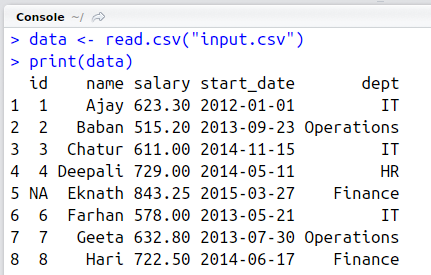 Console ~/
> data <- read.csv("input.csv")
> print(data)
  id     name salary start_date       dept
1  1     Ajay 623.30 2012-01-01         IT
2  2    Baban 515.20 2013-09-23 Operations
3  3   Chatur 611.00 2014-11-15         IT
4  4 Deepali 729.00 2014-05-11         HR
5 NA  Eknath 843.25 2015-03-27    Finance
6  6   Farhan 578.00 2013-05-21         IT
7  7    Geeta 632.80 2013-07-30 Operations
8  8     Hari 722.50 2014-06-17    Finance